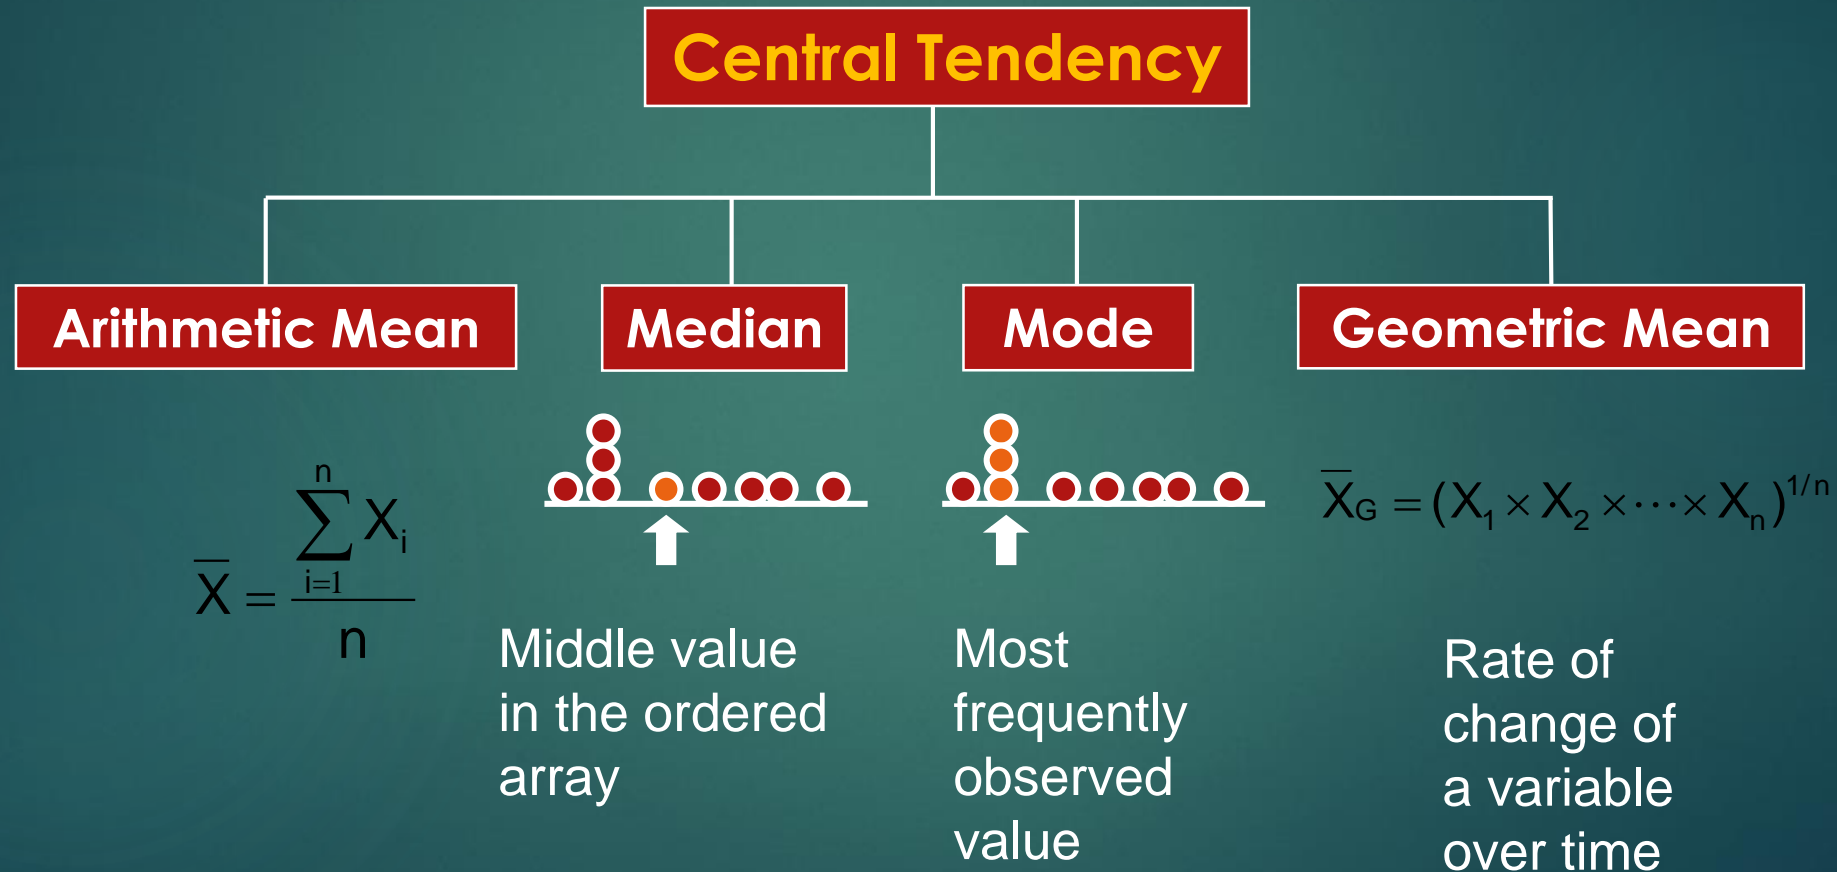 Central Tendency
Arithmetic Mean
Median
Mode
Geometric Mean
X̄ = ∑ᵢ₌₁ⁿ Xᵢ / n
Middle value
in the ordered
array
Most
frequently
observed
value
X̄G = (X₁ × X₂ × ⋯ × Xₙ)¹/ⁿ
Rate of
change of
a variable
over time